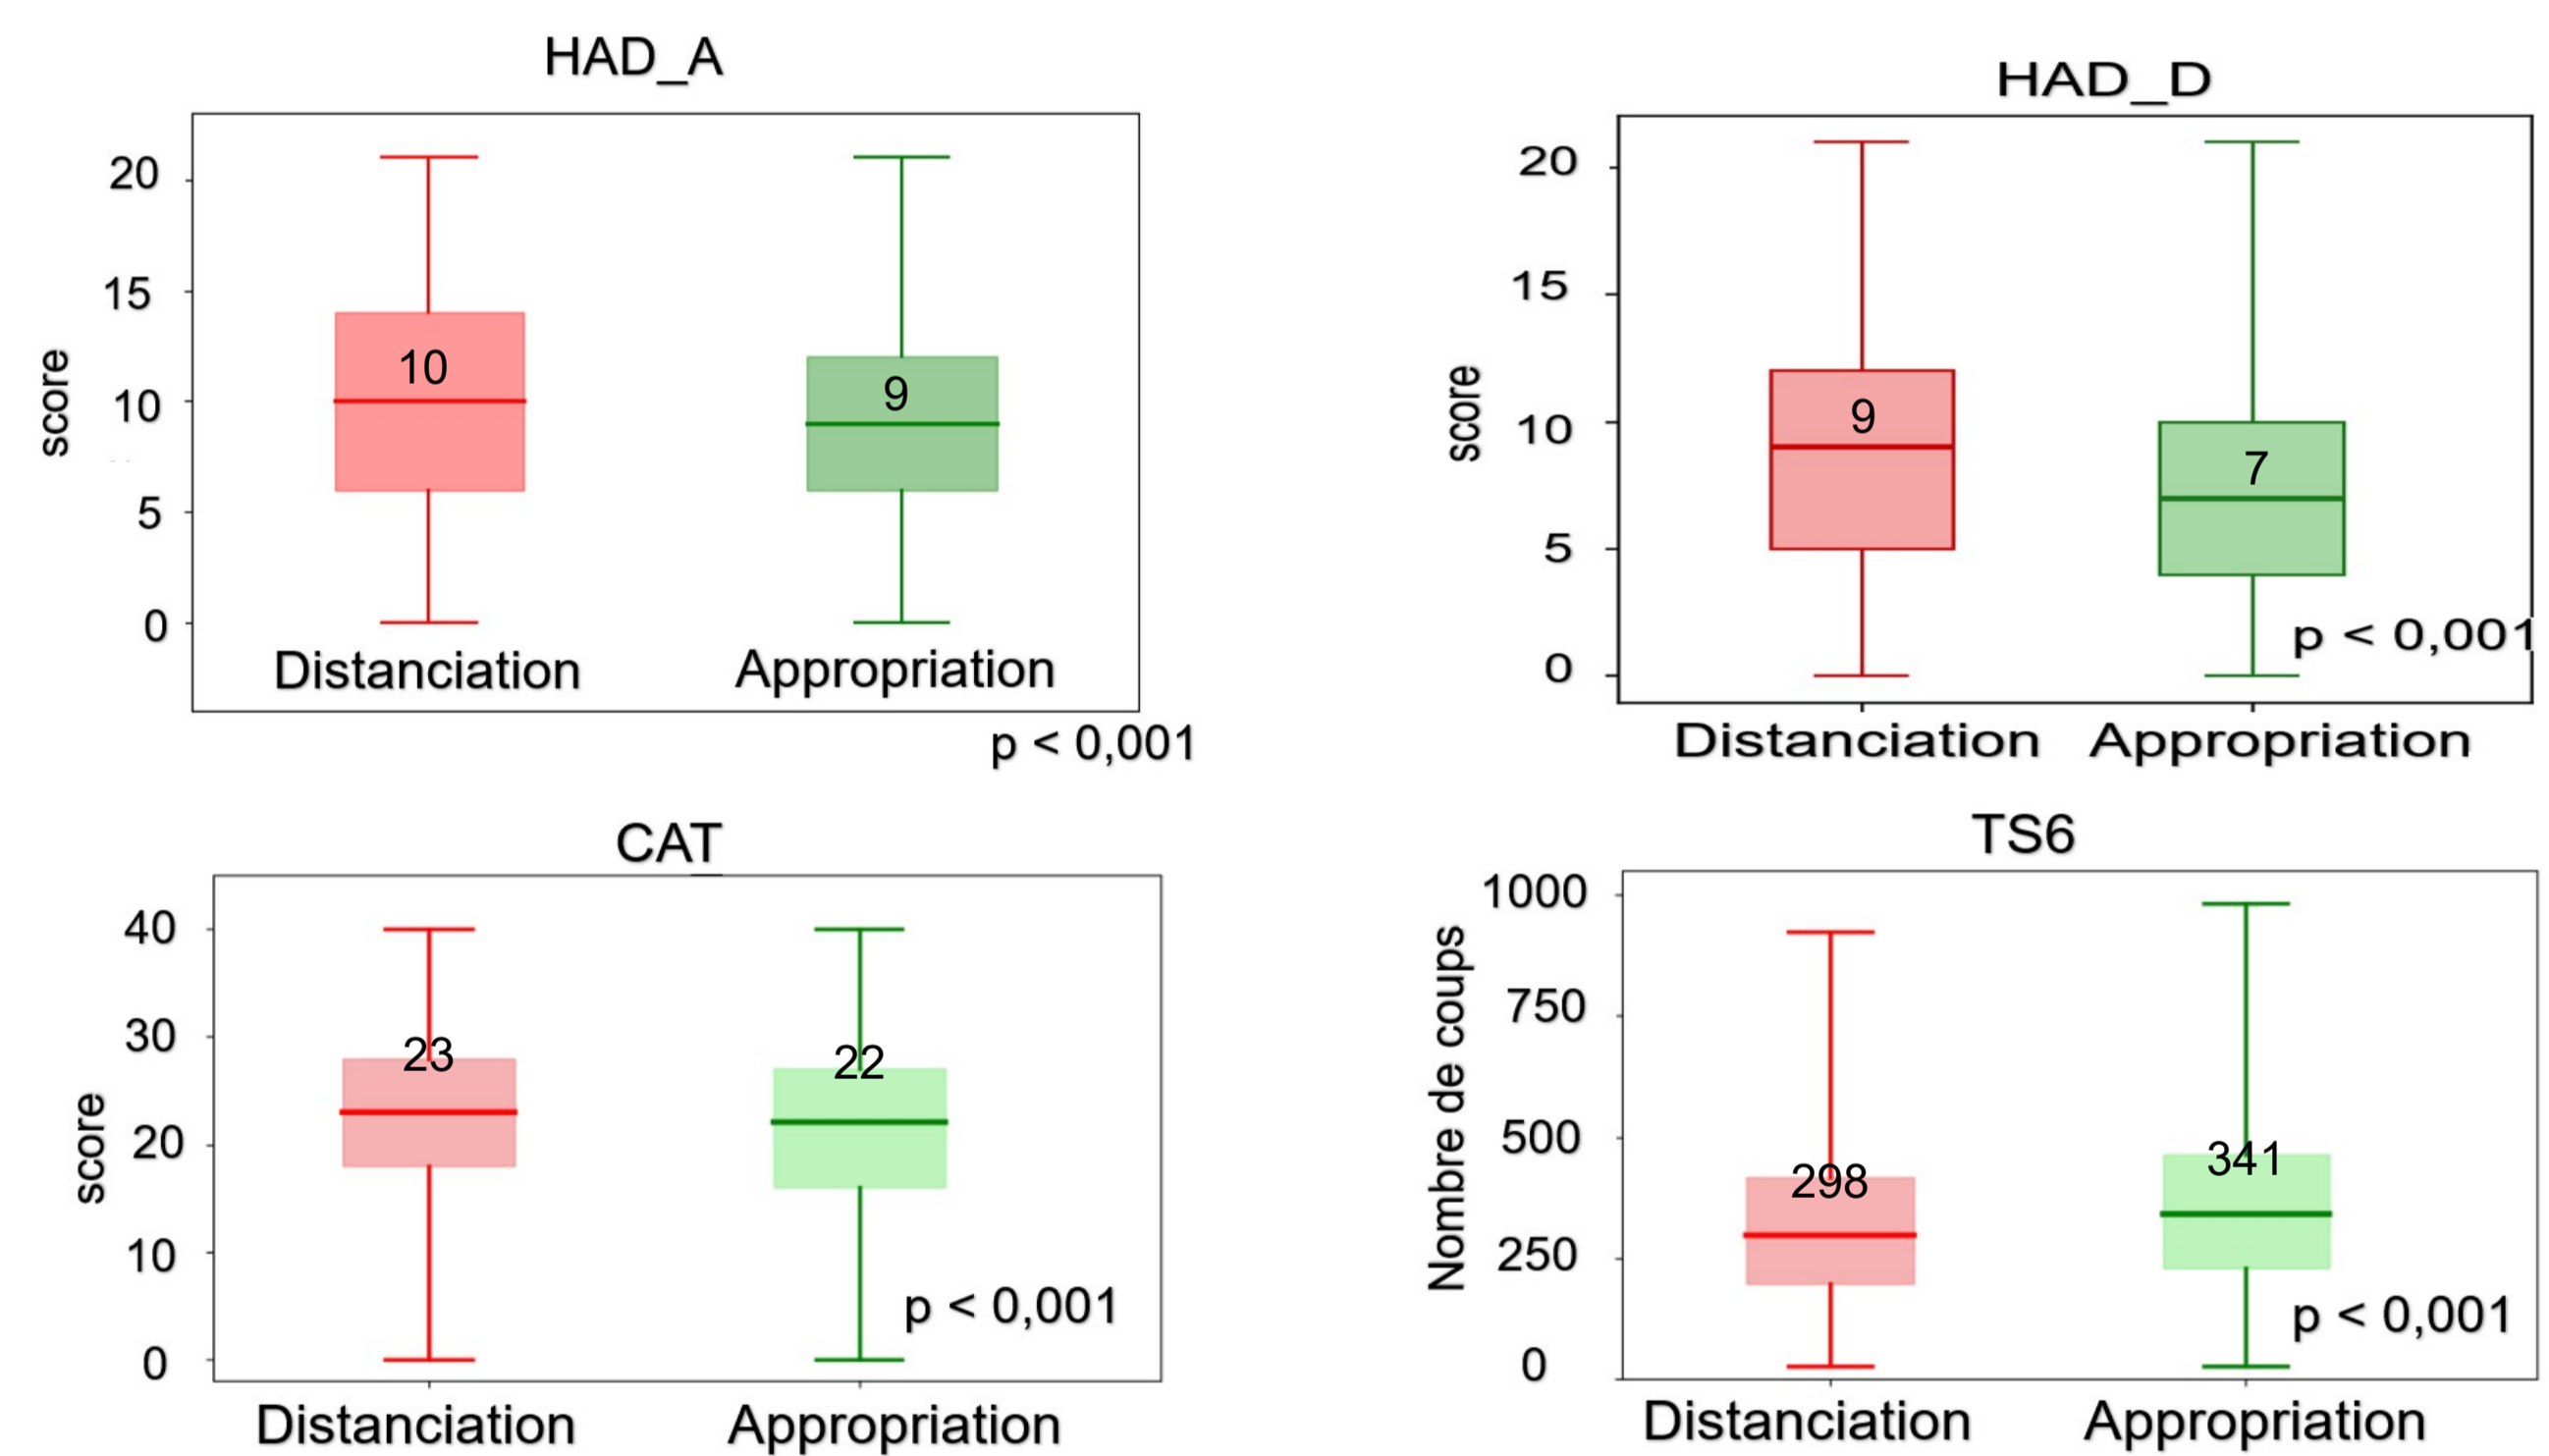 HAD_A
20
15
10
5
0
score
10
9
Distanciation
Appropriation
p < 0,001
HAD_D
20
15
10
5
0
score
9
7
p < 0,001
Distanciation
Appropriation
CAT_
40
30
20
10
0
score
23
22
p < 0,001
Distanciation
Appropriation
TS6
1000
750
500
250
0
Nombre de coups
298
341
p < 0,001
Distanciation
Appropriation